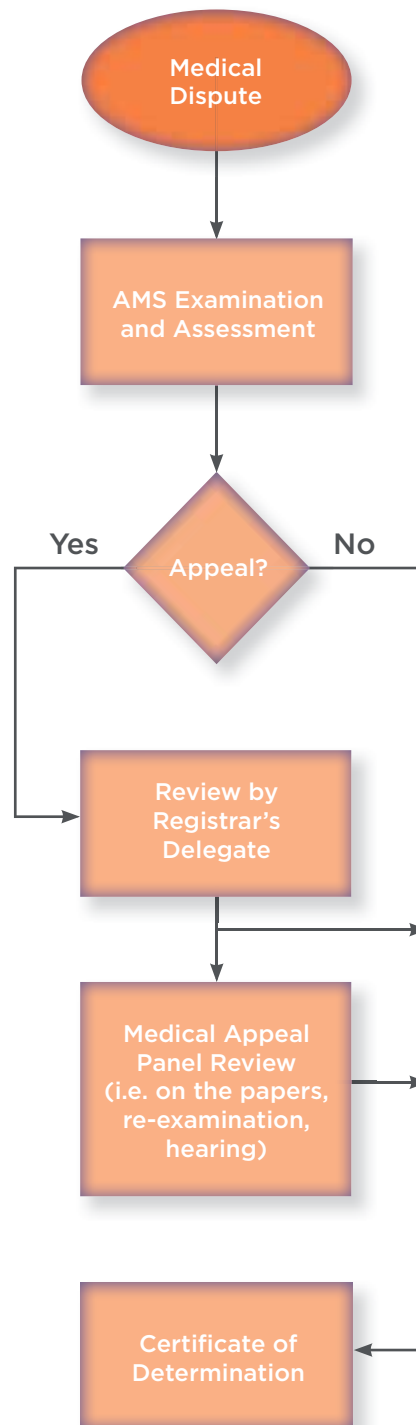 Medical
Dispute
AMS Examination
and Assessment
Yes
No
Appeal?
Review by
Registrar's
Delegate
Medical Appeal
Panel Review
(i.e. on the papers,
re-examination,
hearing)
Certificate of
Determination